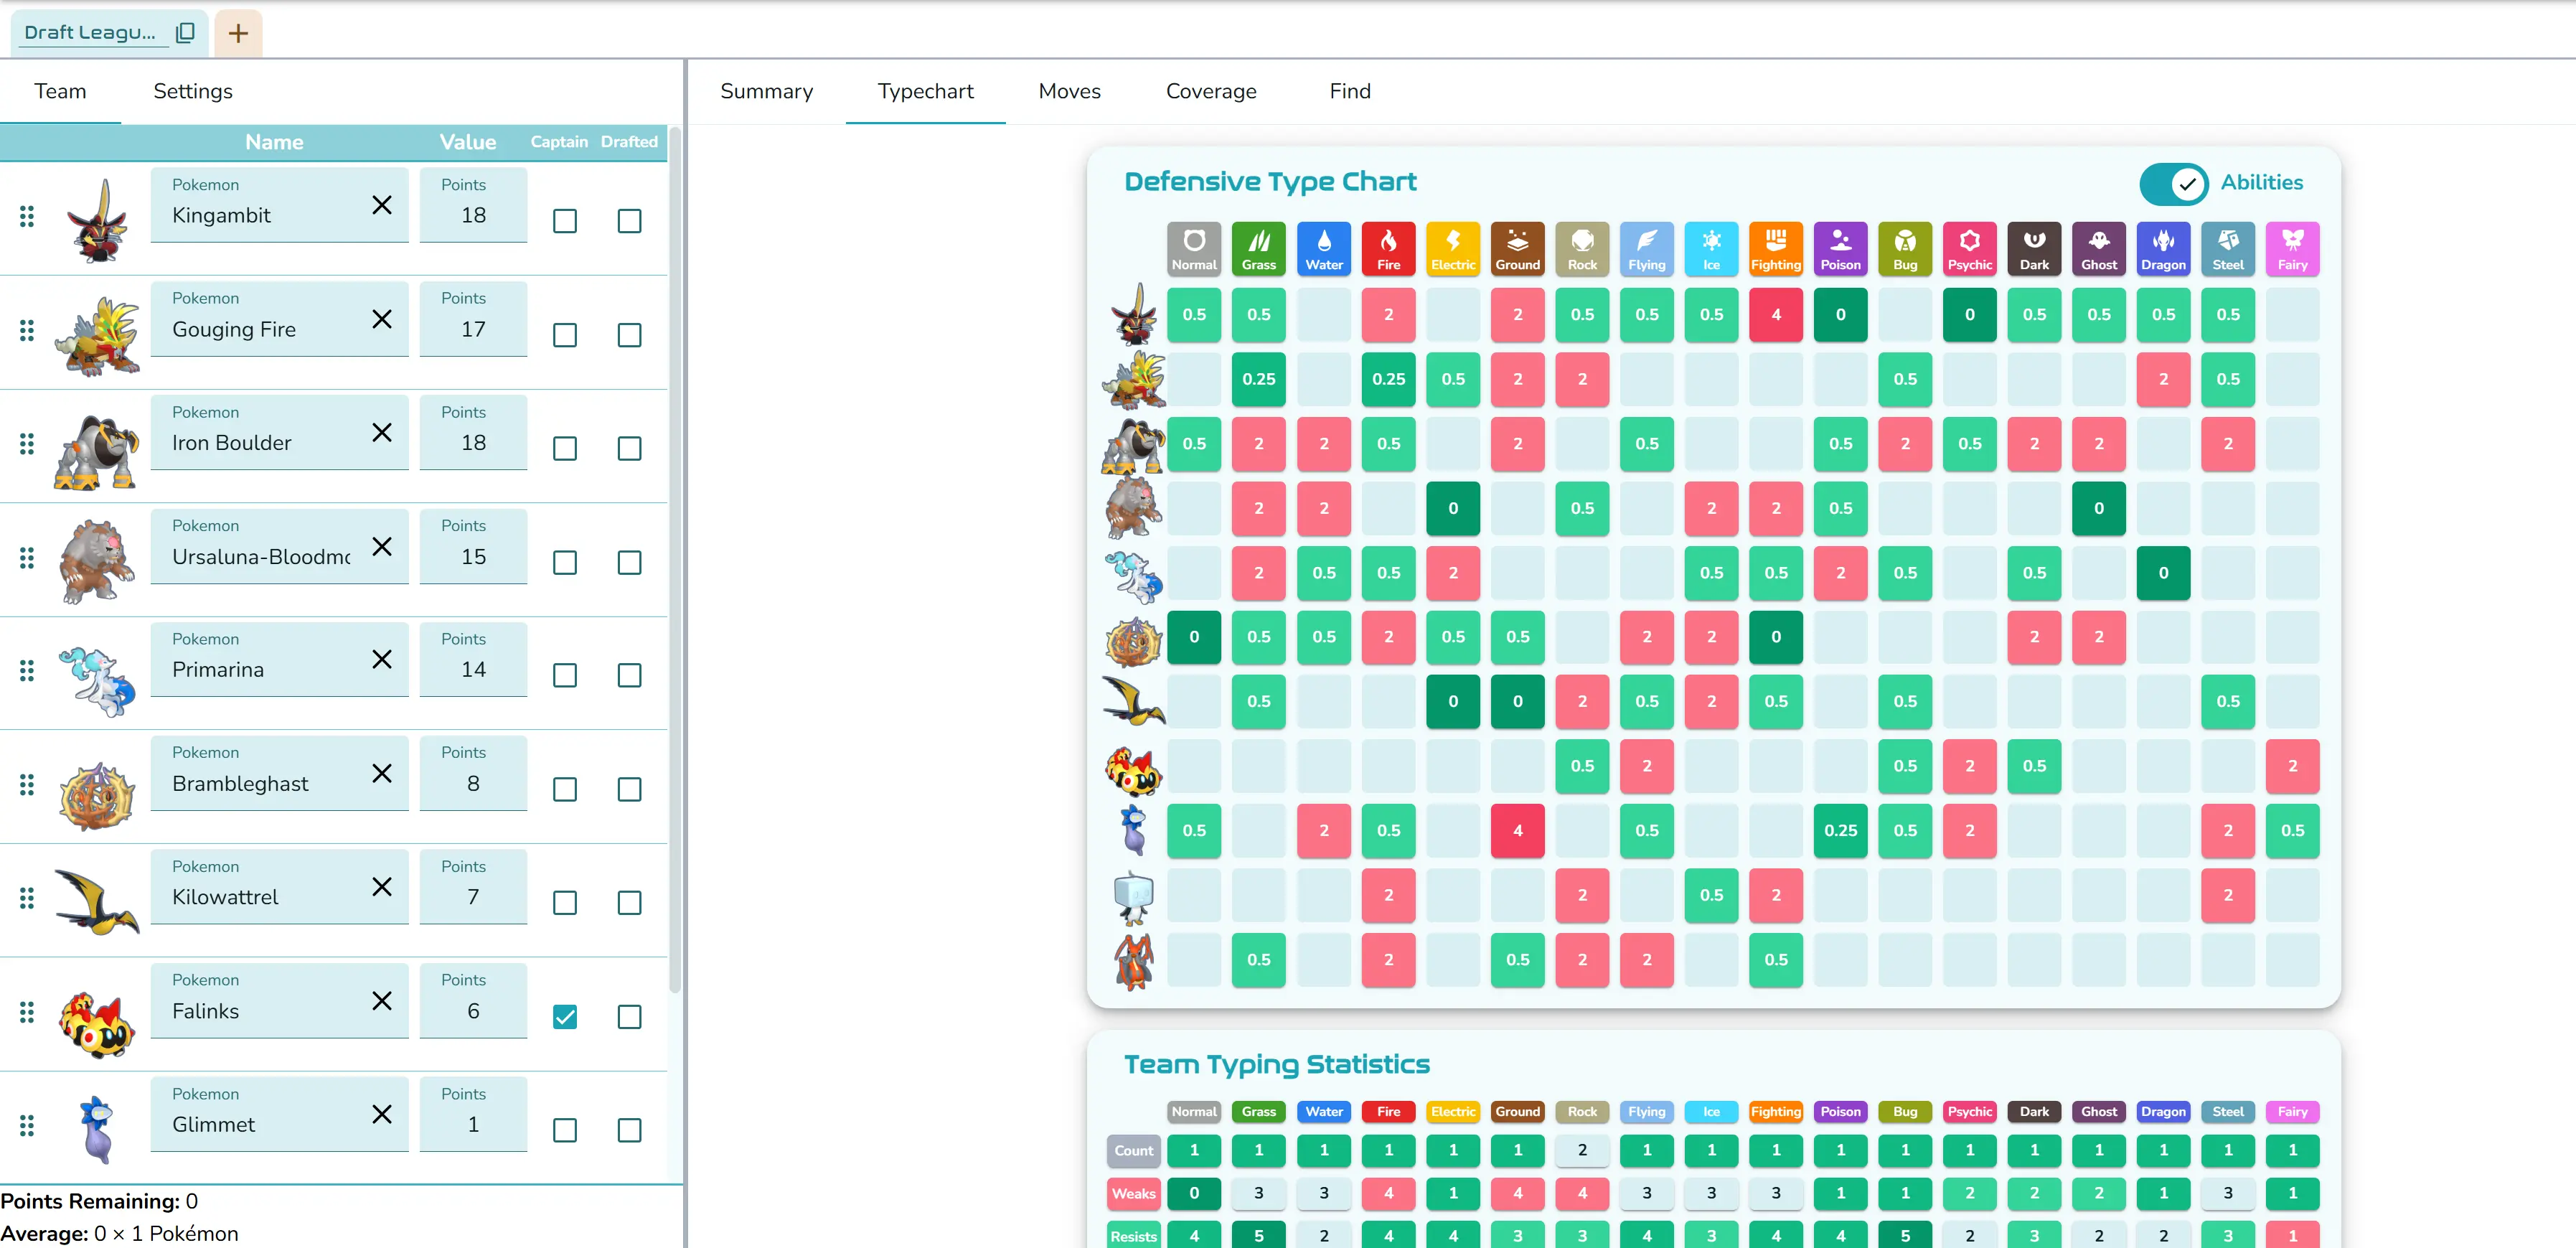 Draft Leagu...
+
Team Settings
Summary Typechart Moves Coverage Find
Name Value Captain Drafted
Pokemon Kingambit Points 18
Pokemon Gouging Fire Points 17
Pokemon Iron Boulder Points 18
Pokemon Ursaluna-Bloodmo Points 15
Pokemon Primarina Points 14
Pokemon Brambleghast Points 8
Pokemon Kilowattrel Points 7
Pokemon Falinks Points 6
Pokemon Glimmet Points 1
Points Remaining: 0
Average: 0 × 1 Pokémon
Defensive Type Chart
Abilities
Normal Grass Water Fire Electric Ground Rock Flying Ice Fighting Poison Bug Psychic Dark Ghost Dragon Steel Fairy
0.5 0.5 2 2 0.5 0.5 0.5 4 0 0 0.5 0.5 0.5 0.5
0.25 0.25 0.5 2 2 0.5 2 0.5
0.5 2 2 0.5 2 0.5 0.5 2 0.5 2 2 2
2 2 0 0.5 2 2 0.5 0
2 0.5 0.5 2 0.5 0.5 2 0.5 0.5 0
0 0.5 0.5 2 0.5 0.5 2 2 0 2 2
0.5 0 0 2 0.5 2 0.5 0.5 0.5
0.5 2 0.5 2 0.5 2
0.5 2 0.5 4 0.5 0.25 0.5 2 2 0.5
2 2 0.5 2 2
0.5 2 0.5 2 2 0.5
Team Typing Statistics
Normal Grass Water Fire Electric Ground Rock Flying Ice Fighting Poison Bug Psychic Dark Ghost Dragon Steel Fairy
Count 1 1 1 1 1 1 2 1 1 1 1 1 1 1 1 1 1 1
Weaks 0 3 3 4 1 4 4 3 3 3 1 1 2 2 2 1 3 1
Resists 4 5 2 4 4 3 3 4 3 4 4 5 2 3 2 2 3 1